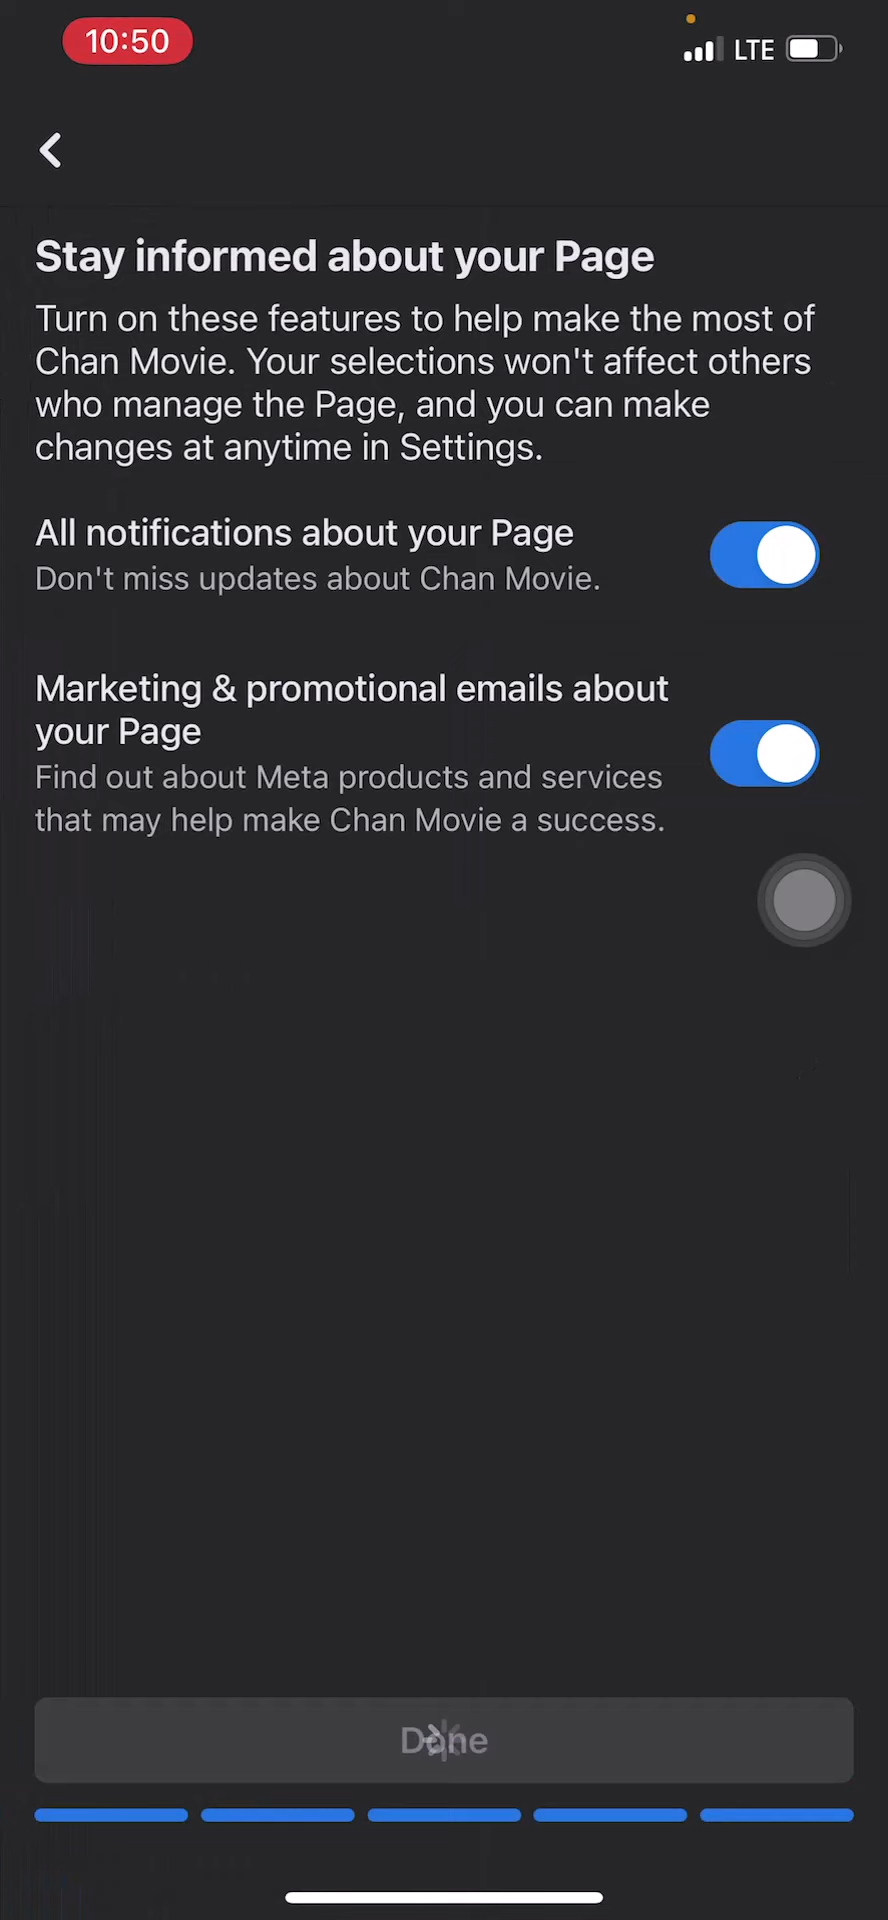 10:50
LTE
Stay informed about your Page
Turn on these features to help make the most of
Chan Movie. Your selections won't affect others
who manage the Page, and you can make
changes at anytime in Settings.
All notifications about your Page
Don't miss updates about Chan Movie.
Marketing & promotional emails about
your Page
Find out about Meta products and services
that may help make Chan Movie a success.
Done